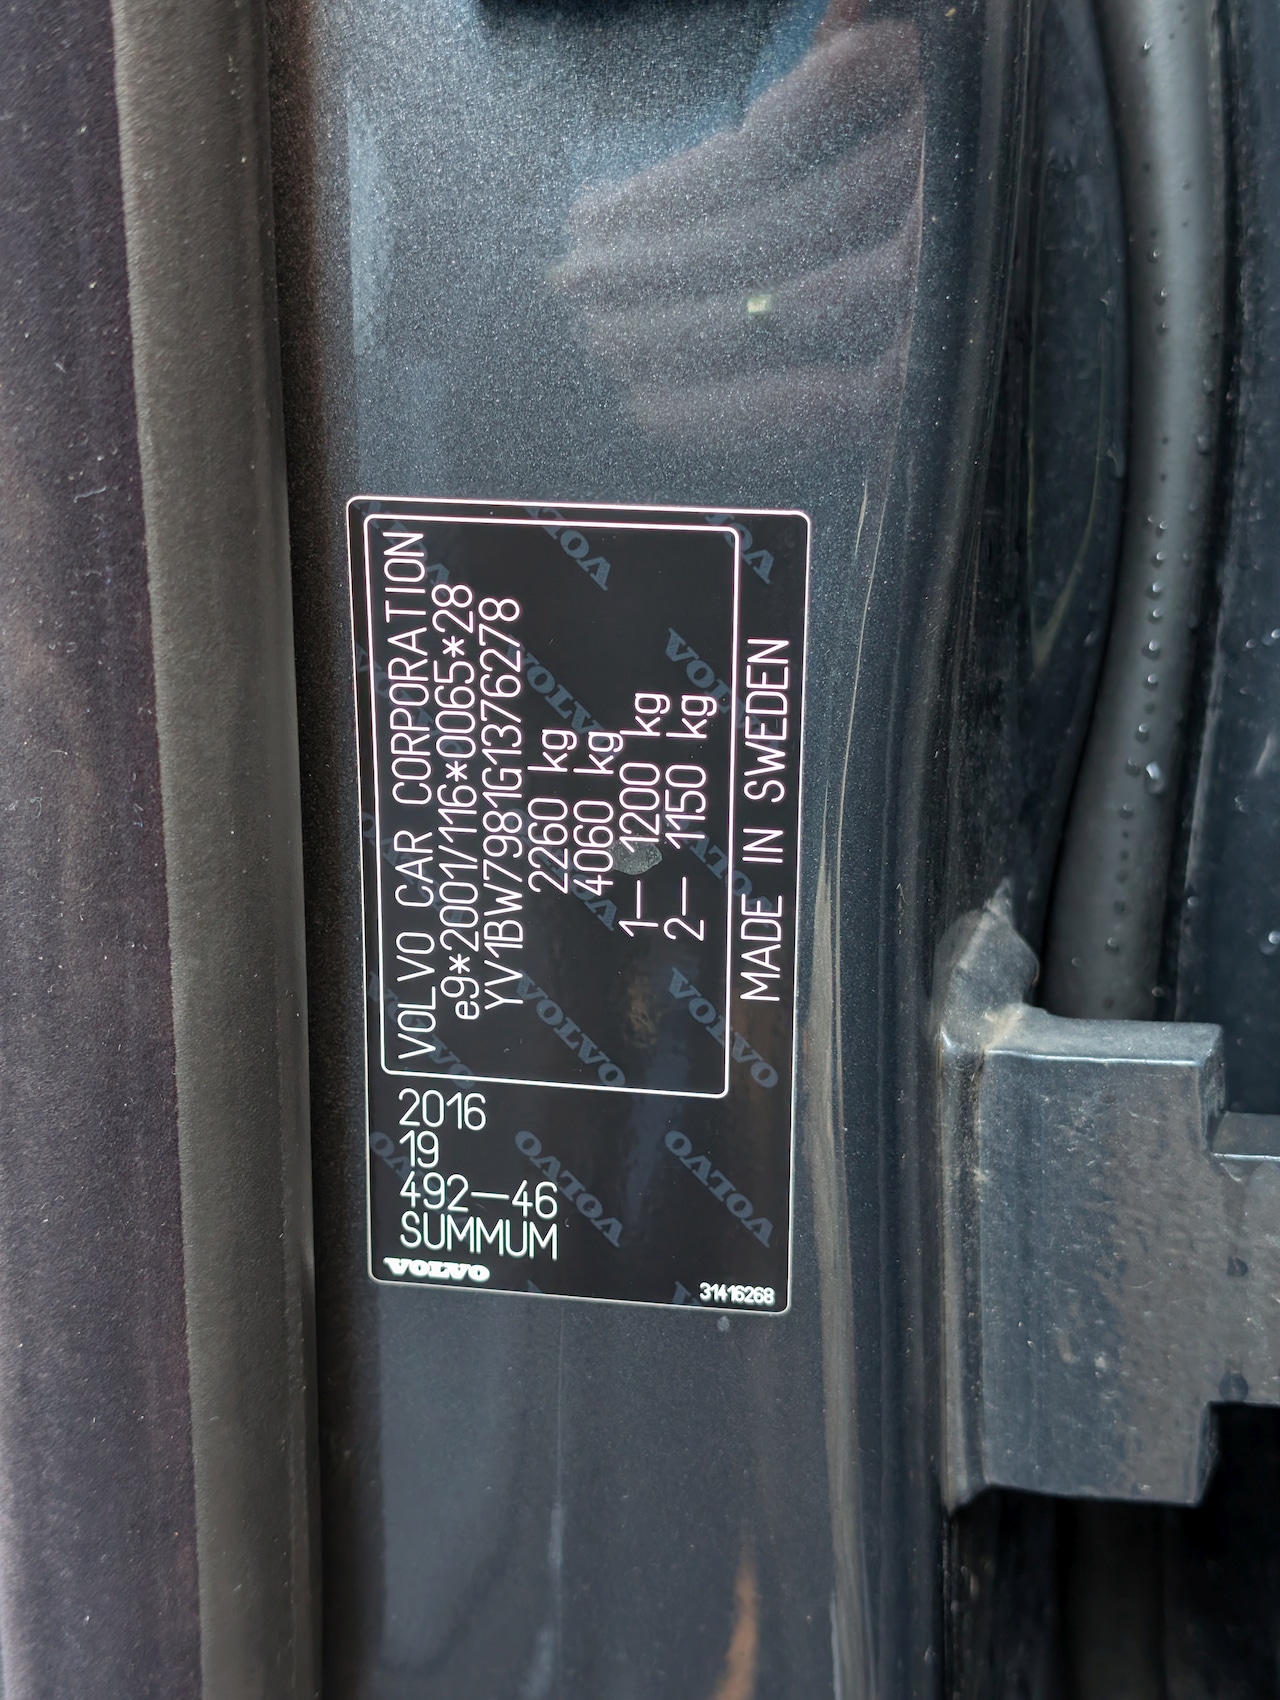 VOLVO CAR CORPORATION
e9*2001/116*0065*28
YV1BW7981G1376278
2260 kg
4060 kg
1— 1200 kg
2— 1150 kg
MADE IN SWEDEN
2016
19
492—46
SUMMUM
VOLVO
31416268